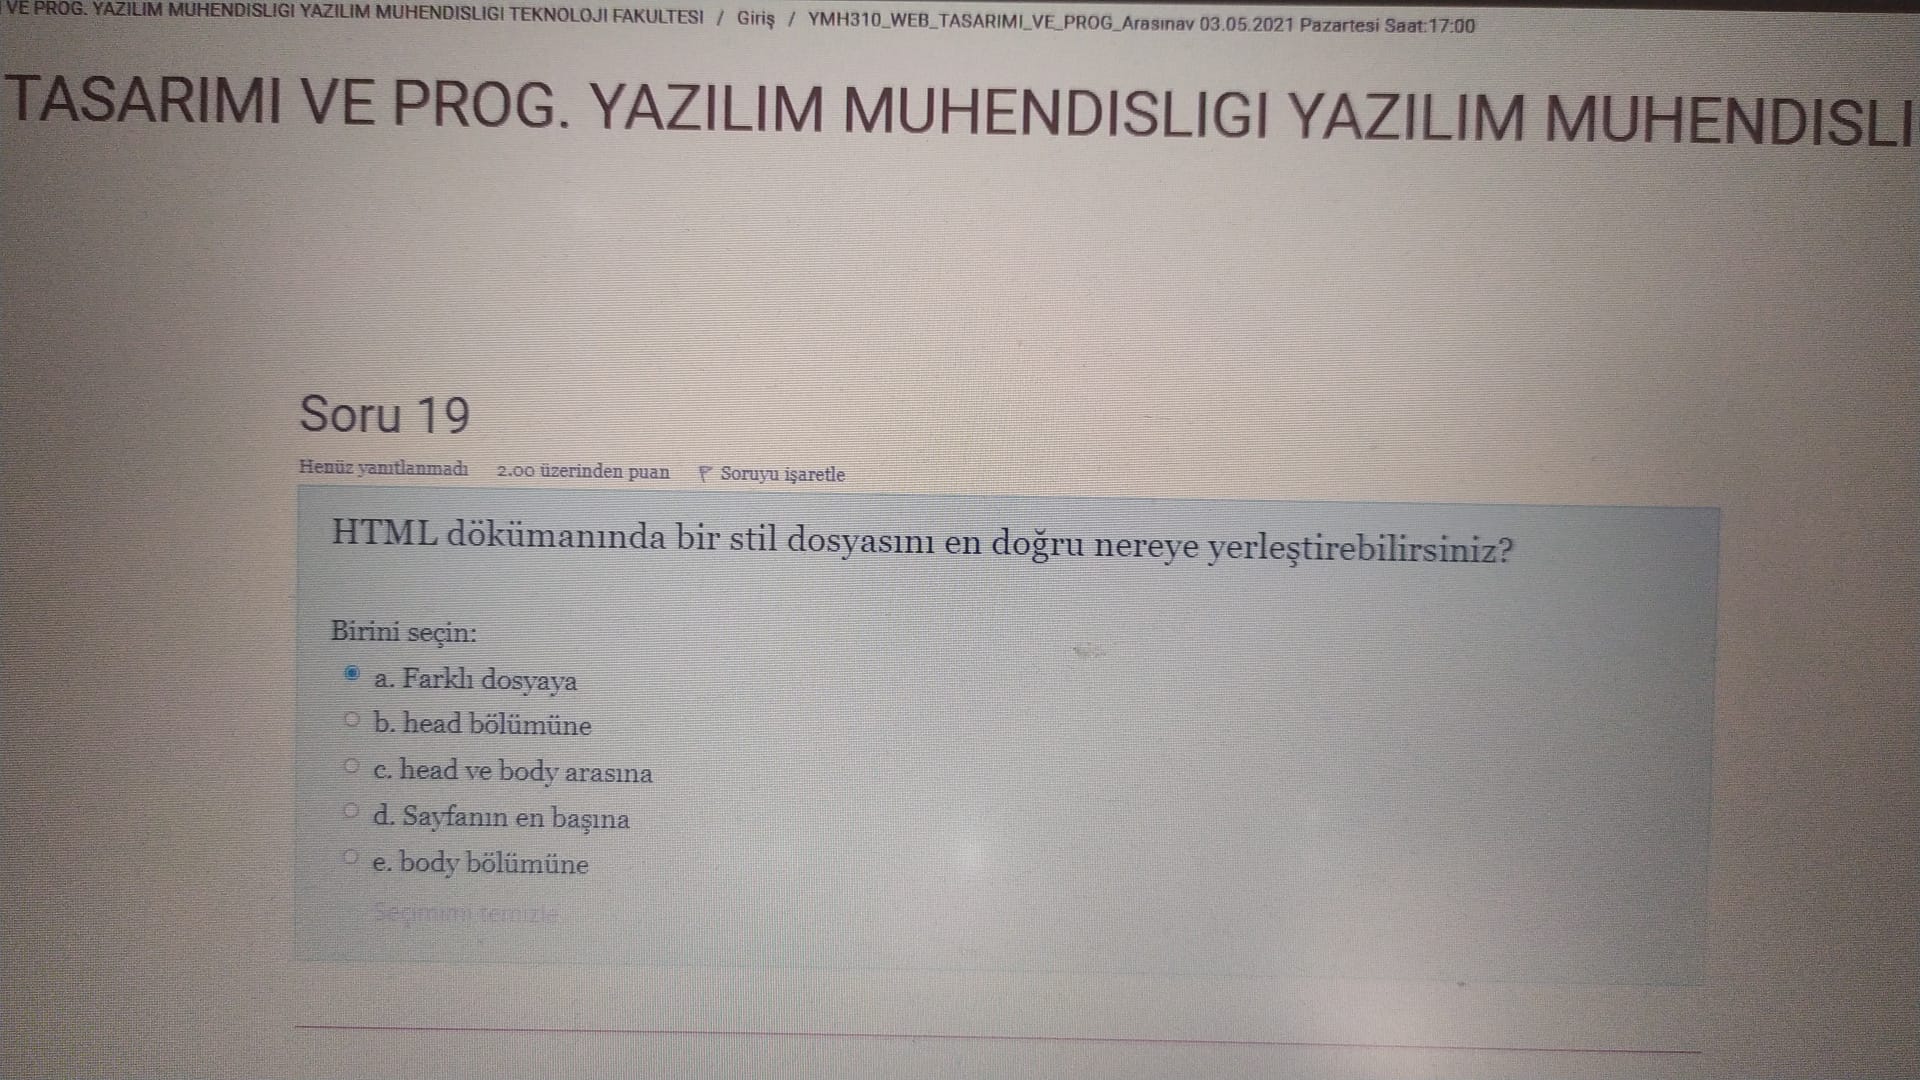 VE PROG. YAZILIM MUHENDISLIGI YAZILIM MUHENDISLIGI TEKNOLOJI FAKULTESI / Giriş / YMH310_WEB_TASARIMI_VE_PROG_Arasınav 03.05.2021 Pazartesi Saat:17:00
TASARIMI VE PROG. YAZILIM MUHENDISLIGI YAZILIM MUHENDISLI
Soru 19
Henüz yanıtlanmadı 2.00 üzerinden puan Soruyu işaretle
HTML dökümanında bir stil dosyasını en doğru nereye yerleştirebilirsiniz?
Birini seçin:
a. Farklı dosyaya
b. head bölümüne
c. head ve body arasına
d. Sayfanın en başına
e. body bölümüne
Seçimimi temizle